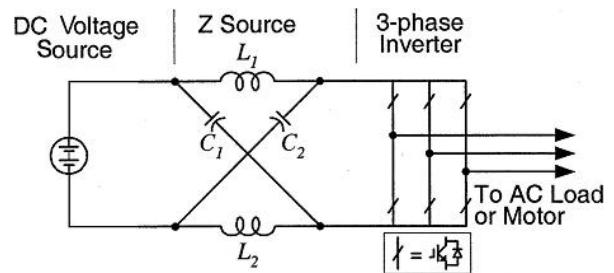 DC Voltage
Source
Z Source
3-phase
Inverter
L1
C1
C2
L2
To AC Load
or Motor
=